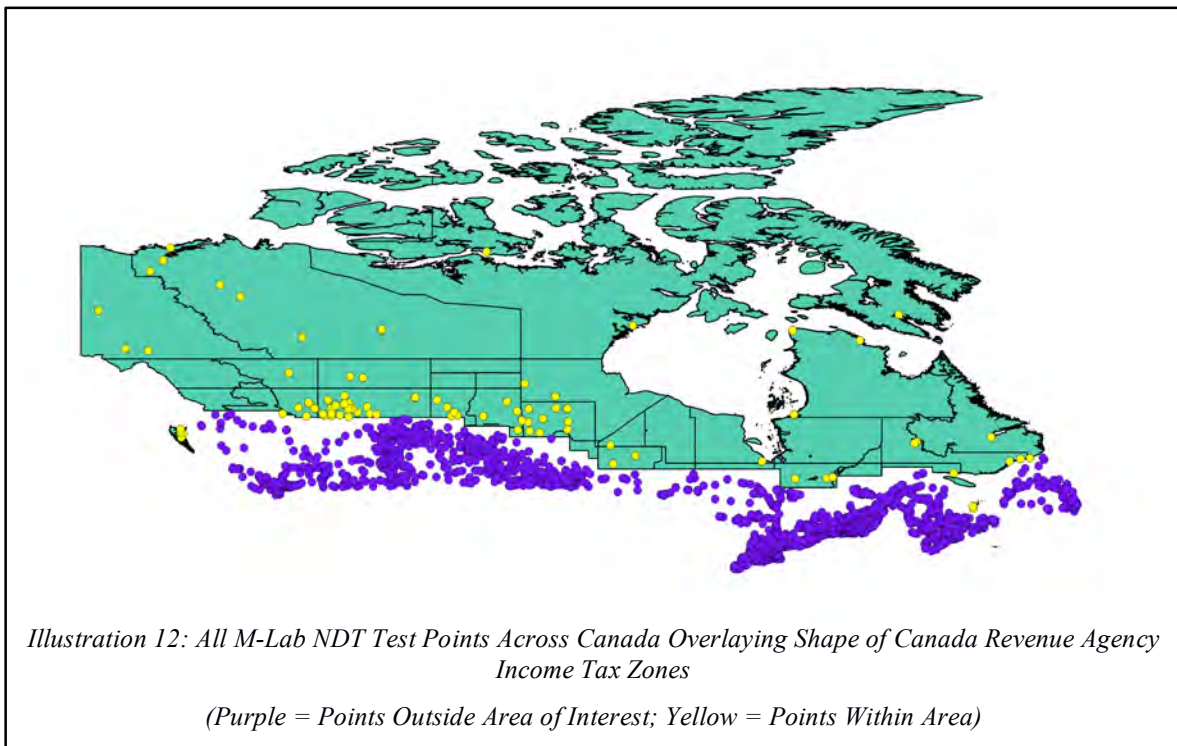 Illustration 12: All M-Lab NDT Test Points Across Canada Overlaying Shape of Canada Revenue Agency
Income Tax Zones
(Purple = Points Outside Area of Interest; Yellow = Points Within Area)